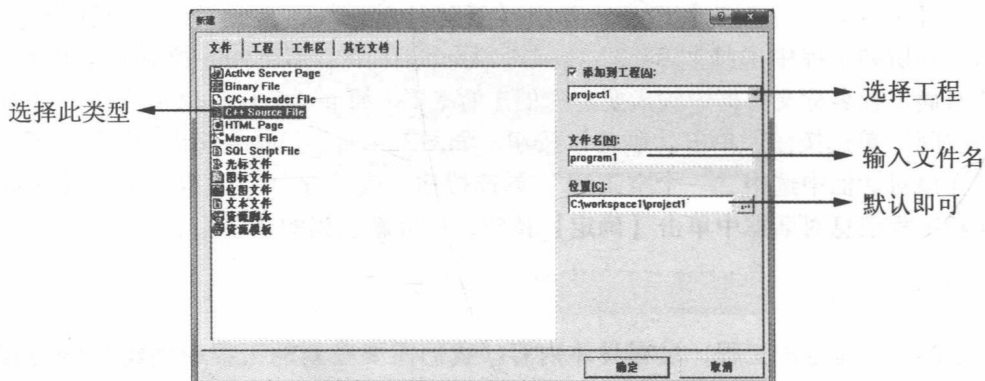 新建
文件 工程 工作区 其它文档
Active Server Page
Binary File
C/C++ Header File
C++ Source File
HTML Page
Macro File
SQL Script File
光标文件
图标文件
位图文件
文本文件
资源脚本
资源模板
添加到工程(A):
project1
文件名(N):
program1
位置(C):
C:\workspace1\project1
...
确定
取消
选择此类型
选择工程
输入文件名
默认即可